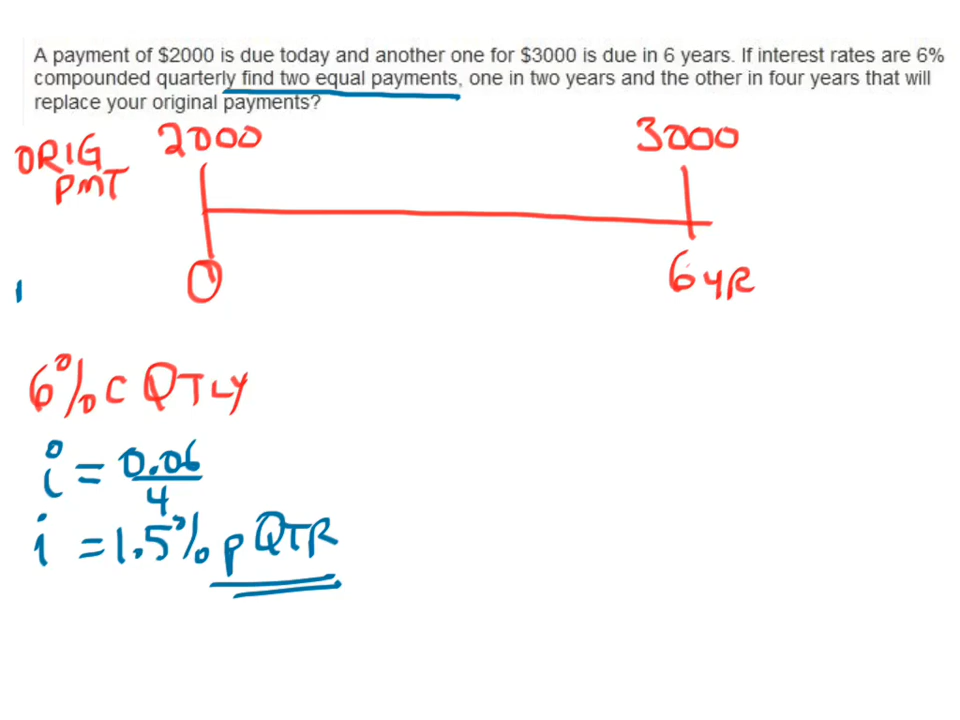 A payment of $2000 is due today and another one for $3000 is due in 6 years. If interest rates are 6%
compounded quarterly find two equal payments, one in two years and the other in four years that will
replace your original payments?
ORIG 2000 3000
PMT
0 6 YR
6% C QTLY
i = 0.06
4
i = 1.5% p QTR